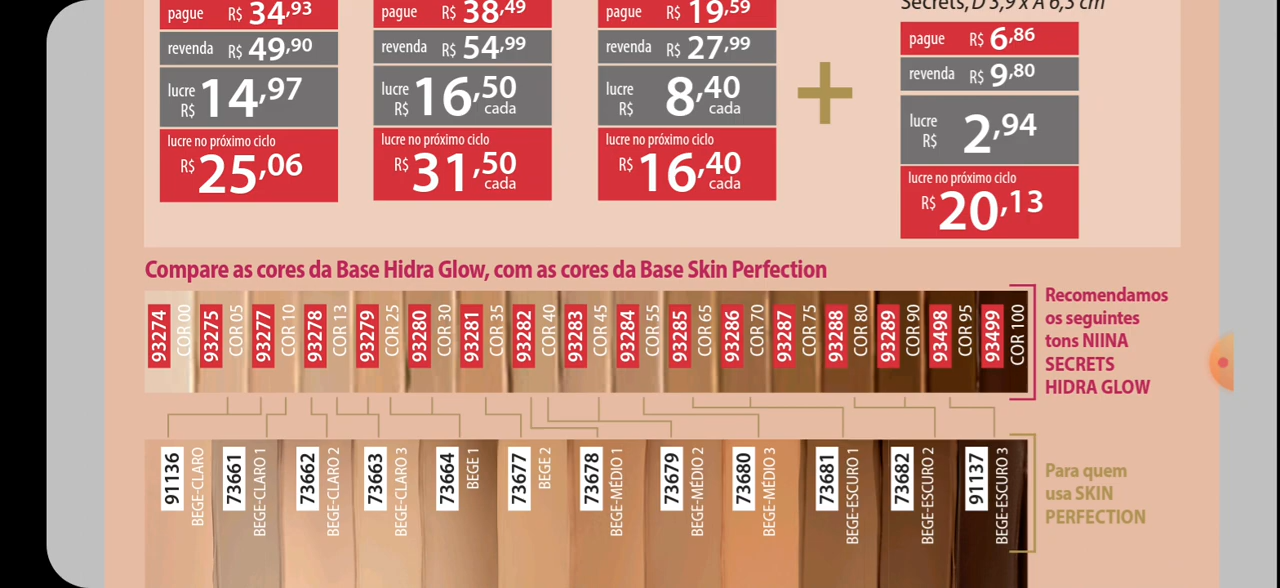 pague R$ 34,93
revenda R$ 49,90
lucre R$ 14,97
lucre no próximo ciclo
R$ 25,06
pague R$ 38,49
revenda R$ 54,99
lucre R$ 16,50 cada
lucre no próximo ciclo
R$ 31,50 cada
pague R$ 19,59
revenda R$ 27,99
lucre R$ 8,40 cada
lucre no próximo ciclo
R$ 16,40 cada
+
Secrets, D 5,9 x A 6,5 cm
pague R$ 6,86
revenda R$ 9,80
lucre R$ 2,94
lucre no próximo ciclo
R$ 20,13
Compare as cores da Base Hidra Glow, com as cores da Base Skin Perfection
93274 COR 00
93275 COR 05
93277 COR 10
93278 COR 13
93279 COR 25
93280 COR 30
93281 COR 35
93282 COR 40
93283 COR 45
93284 COR 55
93285 COR 65
93286 COR 70
93287 COR 75
93288 COR 80
93289 COR 90
93498 COR 95
93499 COR 100
Recomendamos
os seguintes
tons NIINA
SECRETS
HIDRA GLOW
91136 BEGE-CLARO
73661 BEGE-CLARO 1
73662 BEGE-CLARO 2
73663 BEGE-CLARO 3
73664 BEGE 1
73677 BEGE 2
73678 BEGE-MÉDIO 1
73679 BEGE-MÉDIO 2
73680 BEGE-MÉDIO 3
73681 BEGE-ESCURO 1
73682 BEGE-ESCURO 2
91137 BEGE-ESCURO 3
Para quem
usa SKIN
PERFECTION